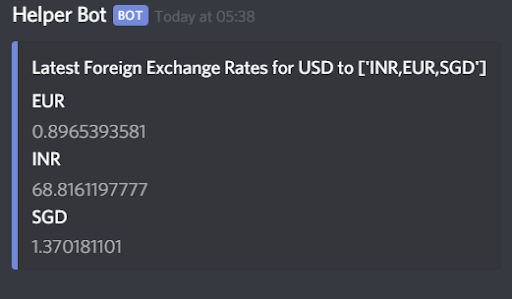 Helper Bot BOT Today at 05:38
Latest Foreign Exchange Rates for USD to ['INR,EUR,SGD']
EUR
0.8965393581
INR
68.8161197777
SGD
1.370181101